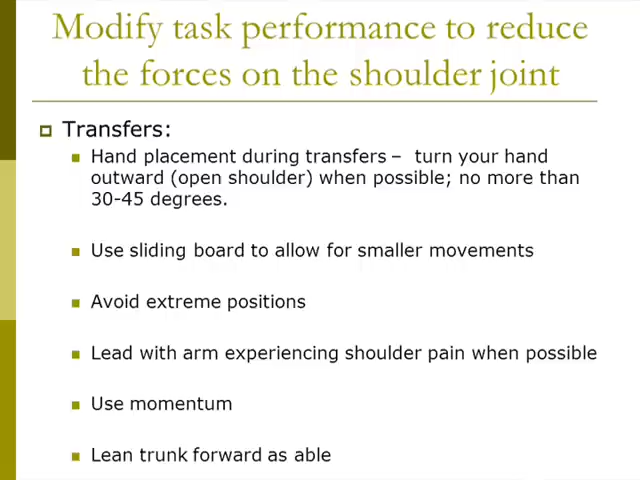 Modify task performance to reduce
the forces on the shoulder joint
Transfers:
Hand placement during transfers – turn your hand
outward (open shoulder) when possible; no more than
30-45 degrees.
Use sliding board to allow for smaller movements
Avoid extreme positions
Lead with arm experiencing shoulder pain when possible
Use momentum
Lean trunk forward as able